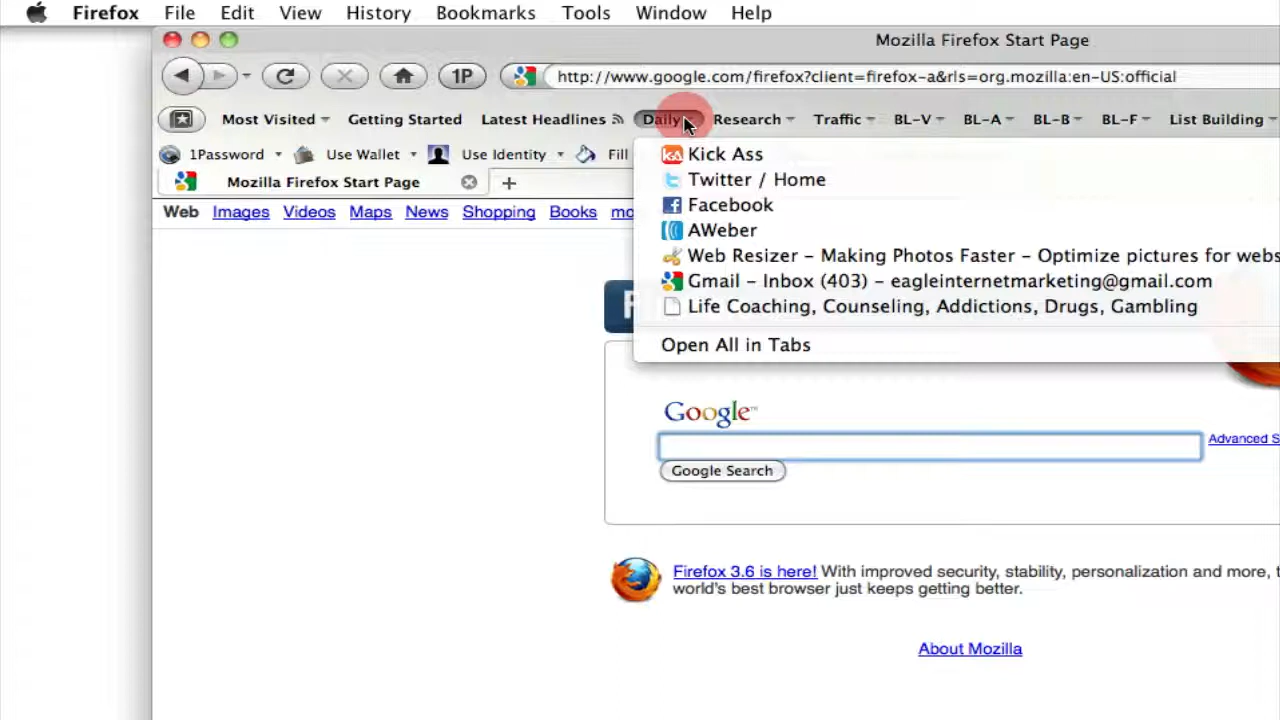 Firefox File Edit View History Bookmarks Tools Window Help
Mozilla Firefox Start Page
1P http://www.google.com/firefox?client=firefox-a&rls=org.mozilla:en-US:official
Most Visited Getting Started Latest Headlines Daily Research Traffic BL-V BL-A BL-B BL-F List Building
1Password Use Wallet Use Identity Fill
Kick Ass
Mozilla Firefox Start Page
Twitter / Home
Web Images Videos Maps News Shopping Books mo
Facebook
AWeber
Web Resizer – Making Photos Faster – Optimize pictures for webs
Gmail – Inbox (403) – eagleinternetmarketing@gmail.com
Life Coaching, Counseling, Addictions, Drugs, Gambling
Open All in Tabs
Google™
Advanced S
Google Search
Firefox 3.6 is here! With improved security, stability, personalization and more, t
world's best browser just keeps getting better.
About Mozilla